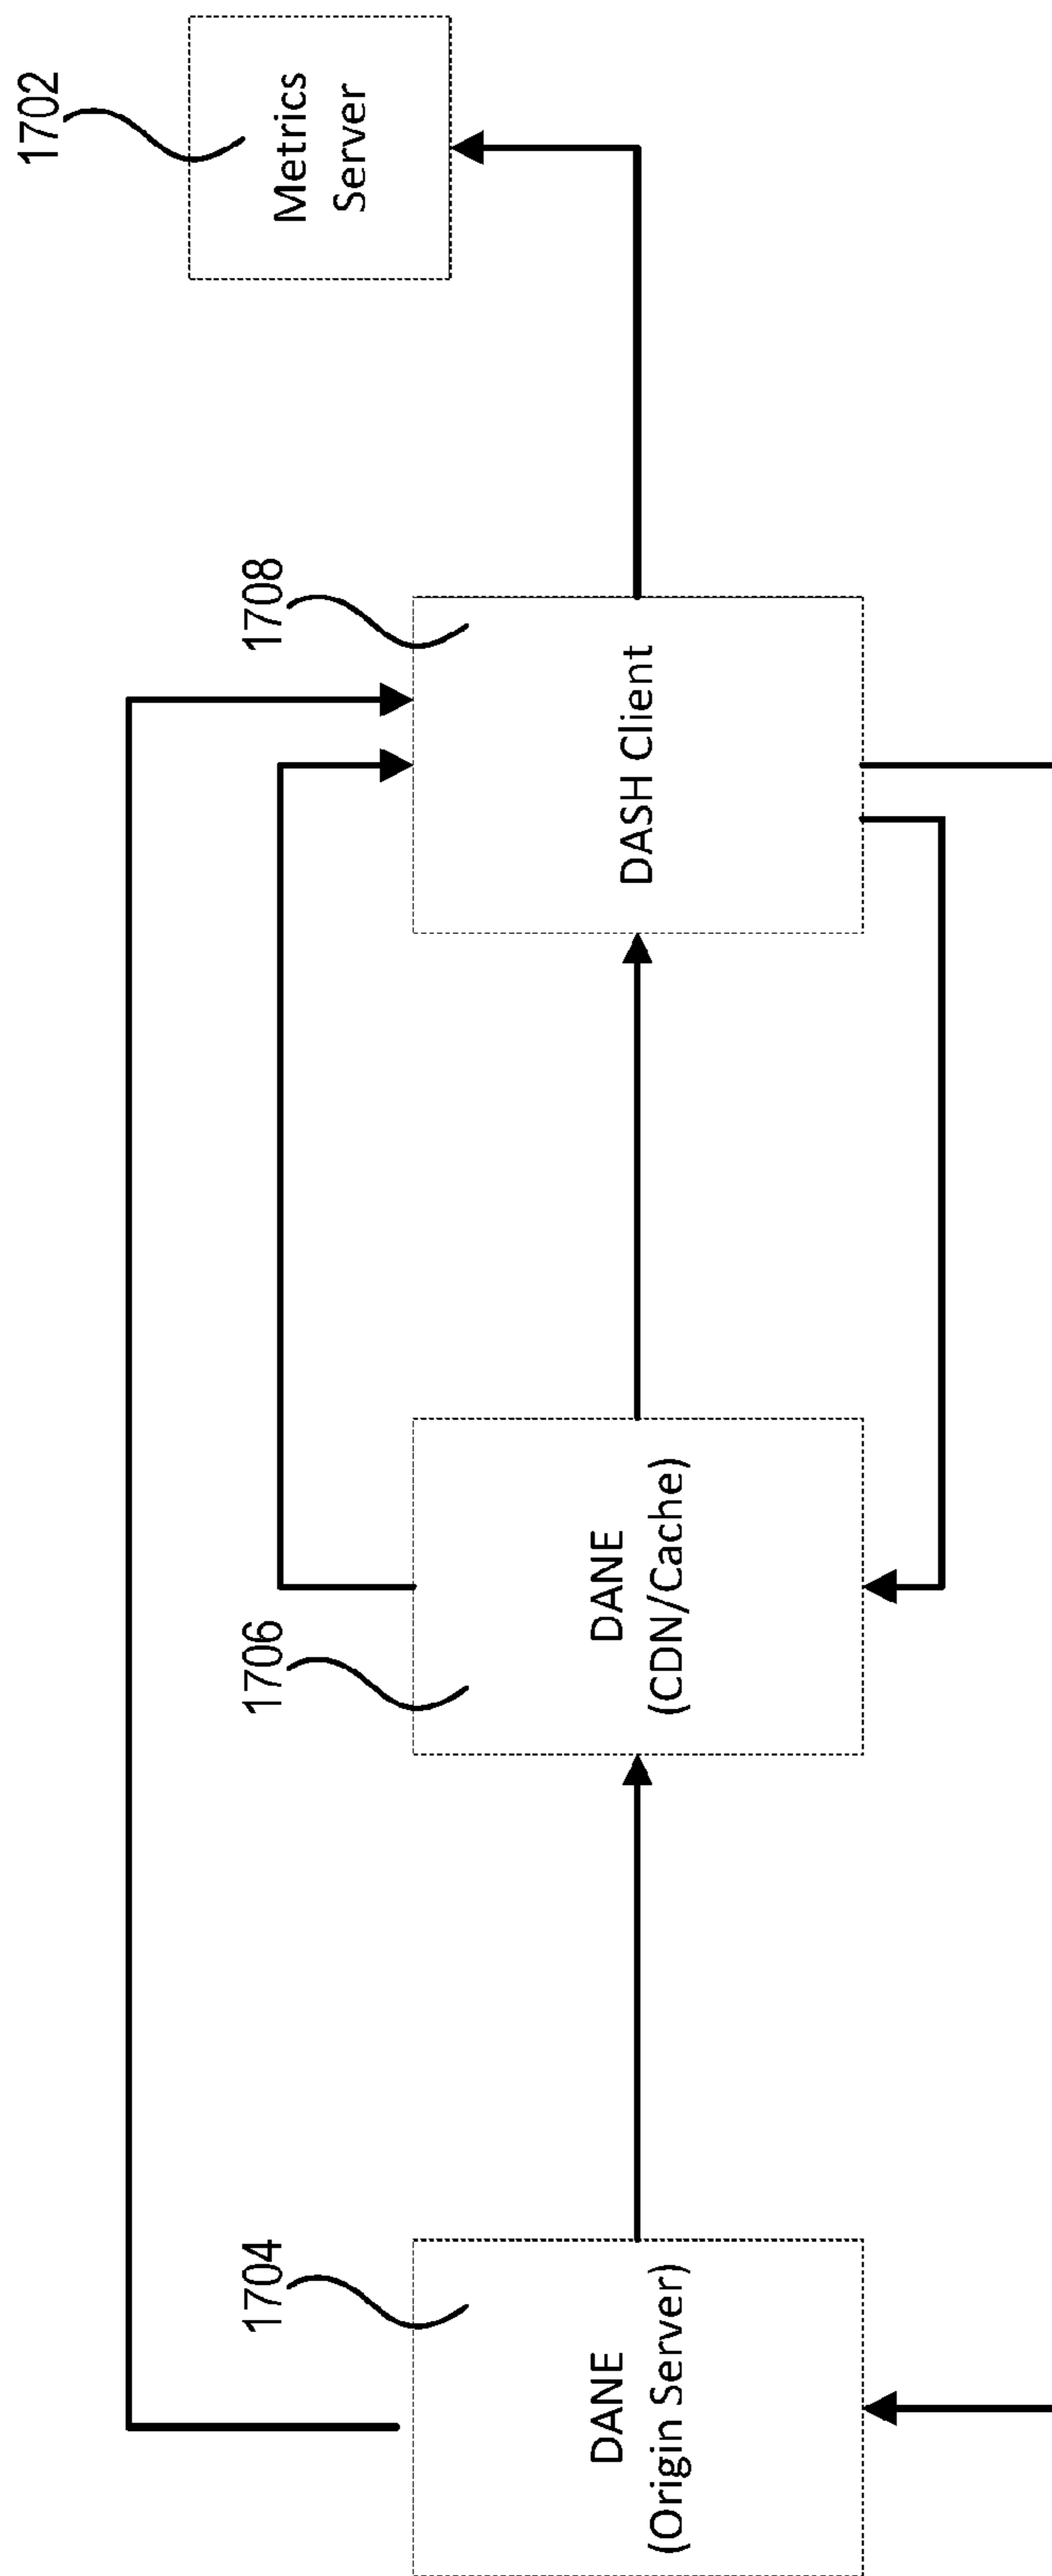 1702
Metrics
Server
1708
DASH Client
1706
DANE
(CDN/Cache)
1704
DANE
(Origin Server)